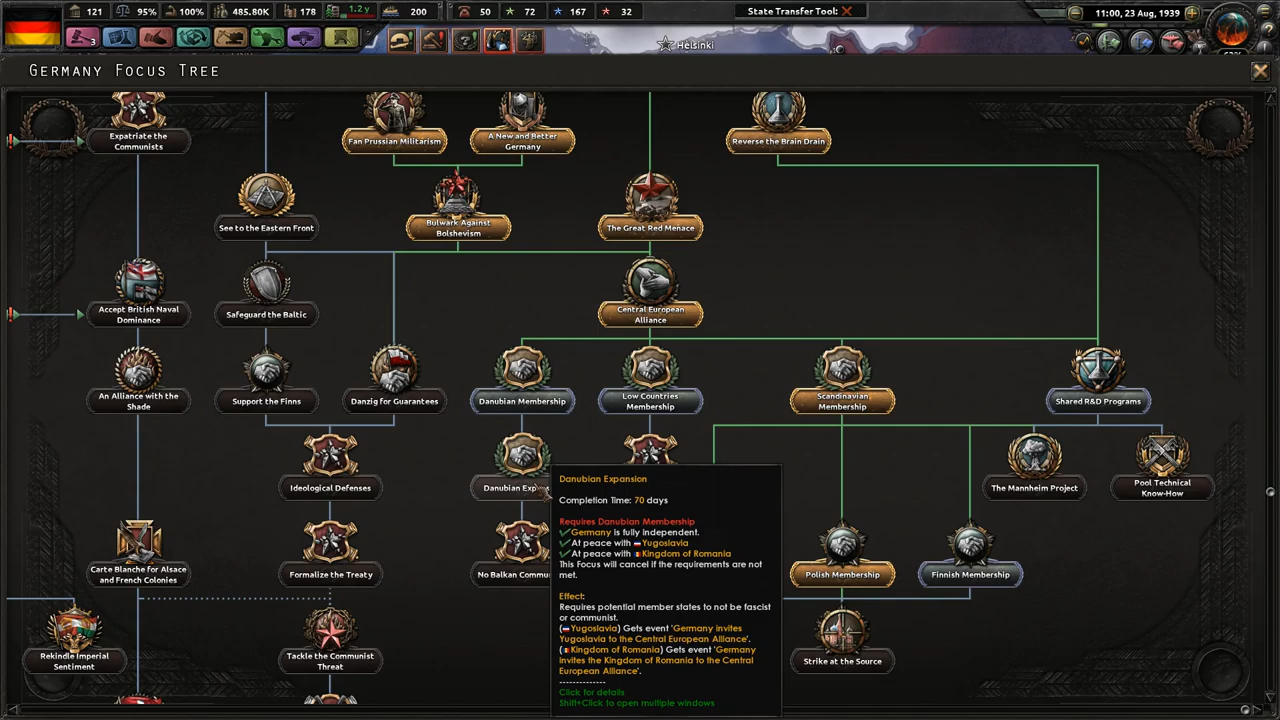 121 95% 100% 485.80K 178 1.2 y 200 50 72 167 32 State Transfer Tool: 11:00, 23 Aug, 1939
3
Helsinki
Germany Focus Tree
Expatriate the
Communists
Fan Prussian Militarism
A New and Better
Germany
Reverse the Brain Drain
See to the Eastern Front
Bulwark Against
Bolshevism
The Great Red Menace
Accept British Naval
Dominance
Safeguard the Baltic
Central European
Alliance
An Alliance with the
Shade
Support the Finns
Danzig for Guarantees
Danubian Membership
Low Countries
Membership
Scandinavian
Membership
Shared R&D Programs
Ideological Defenses
Danubian Exp
The Mannheim Project
Pool Technical
Know-How
Danubian Expansion
Completion Time: 70 days
Requires Danubian Membership
Germany is fully independent.
At peace with Yugoslavia
At peace with Kingdom of Romania
This Focus will cancel if the requirements are not
met.
Effect:
Requires potential member states to not be fascist
or communist.
(Yugoslavia) Gets event 'Germany invites
Yugoslavia to the Central European Alliance'.
(Kingdom of Romania) Gets event 'Germany
invites the Kingdom of Romania to the Central
European Alliance'.
--------------
Click for details
Shift+Click to open multiple windows
Carte Blanche for Alsace
and French Colonies
Formalize the Treaty
No Balkan Commu
Polish Membership
Finnish Membership
Rekindle Imperial
Sentiment
Tackle the Communist
Threat
Strike at the Source